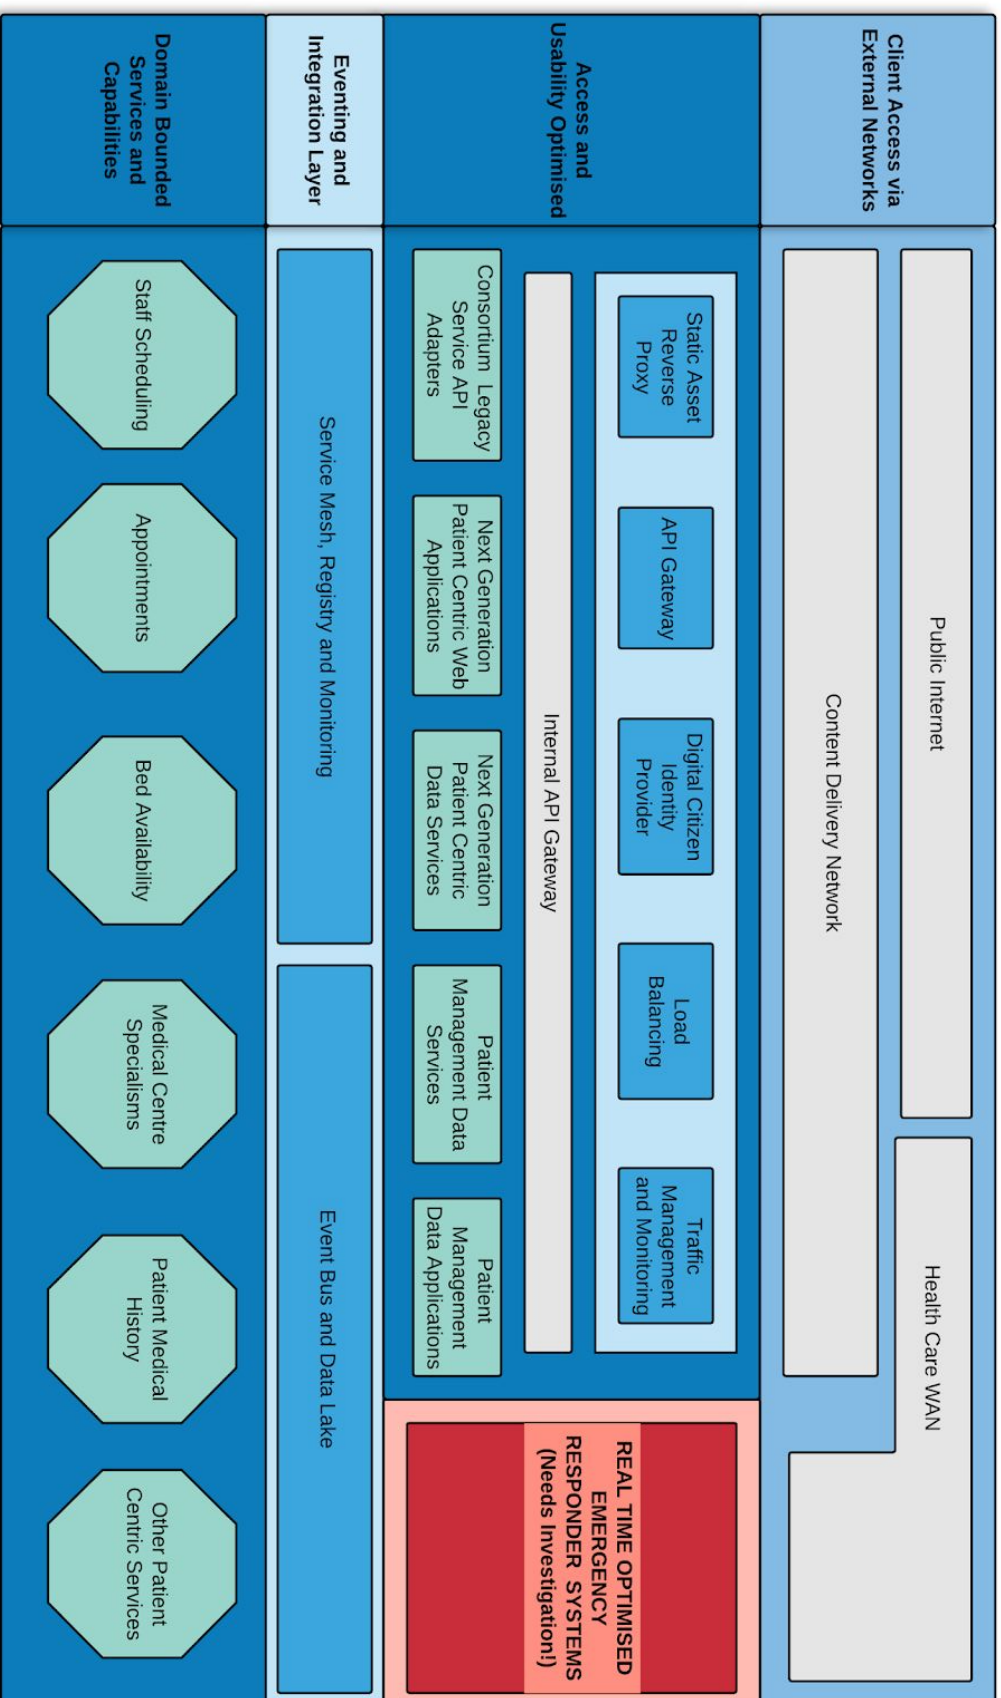 Client Access via
External Networks
Public Internet
Health Care WAN
Content Delivery Network
Access and
Usability Optimised
Static Asset
Reverse
Proxy
API Gateway
Digital Citizen
Identity
Provider
Load
Balancing
Traffic
Management
and Monitoring
Internal API Gateway
Consortium Legacy
Service API
Adapters
Next Generation
Patient Centric Web
Applications
Next Generation
Patient Centric
Data Services
Patient
Management Data
Services
Patient
Management
Data Applications
REAL TIME OPTIMISED
EMERGENCY
RESPONDER SYSTEMS
(Needs Investigation!)
Eventing and
Integration Layer
Service Mesh, Registry and Monitoring
Event Bus and Data Lake
Domain Bounded
Services and
Capabilities
Staff Scheduling
Appointments
Bed Availability
Medical Centre
Specialisms
Patient Medical
History
Other Patient
Centric Services